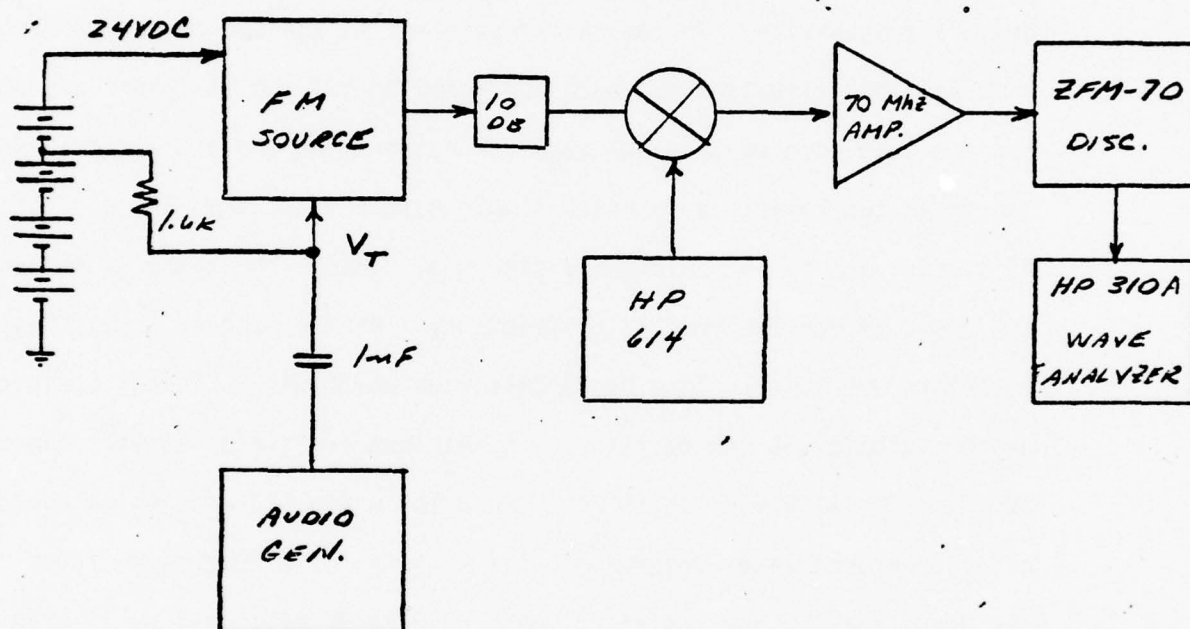 24VDC
FM
SOURCE
10
DB
70 Mhz
AMP.
ZFM-70
DISC.
1.6K
VT
HP
614
HP 310A
WAVE
ANALYZER
1mF
AUDIO
GEN.